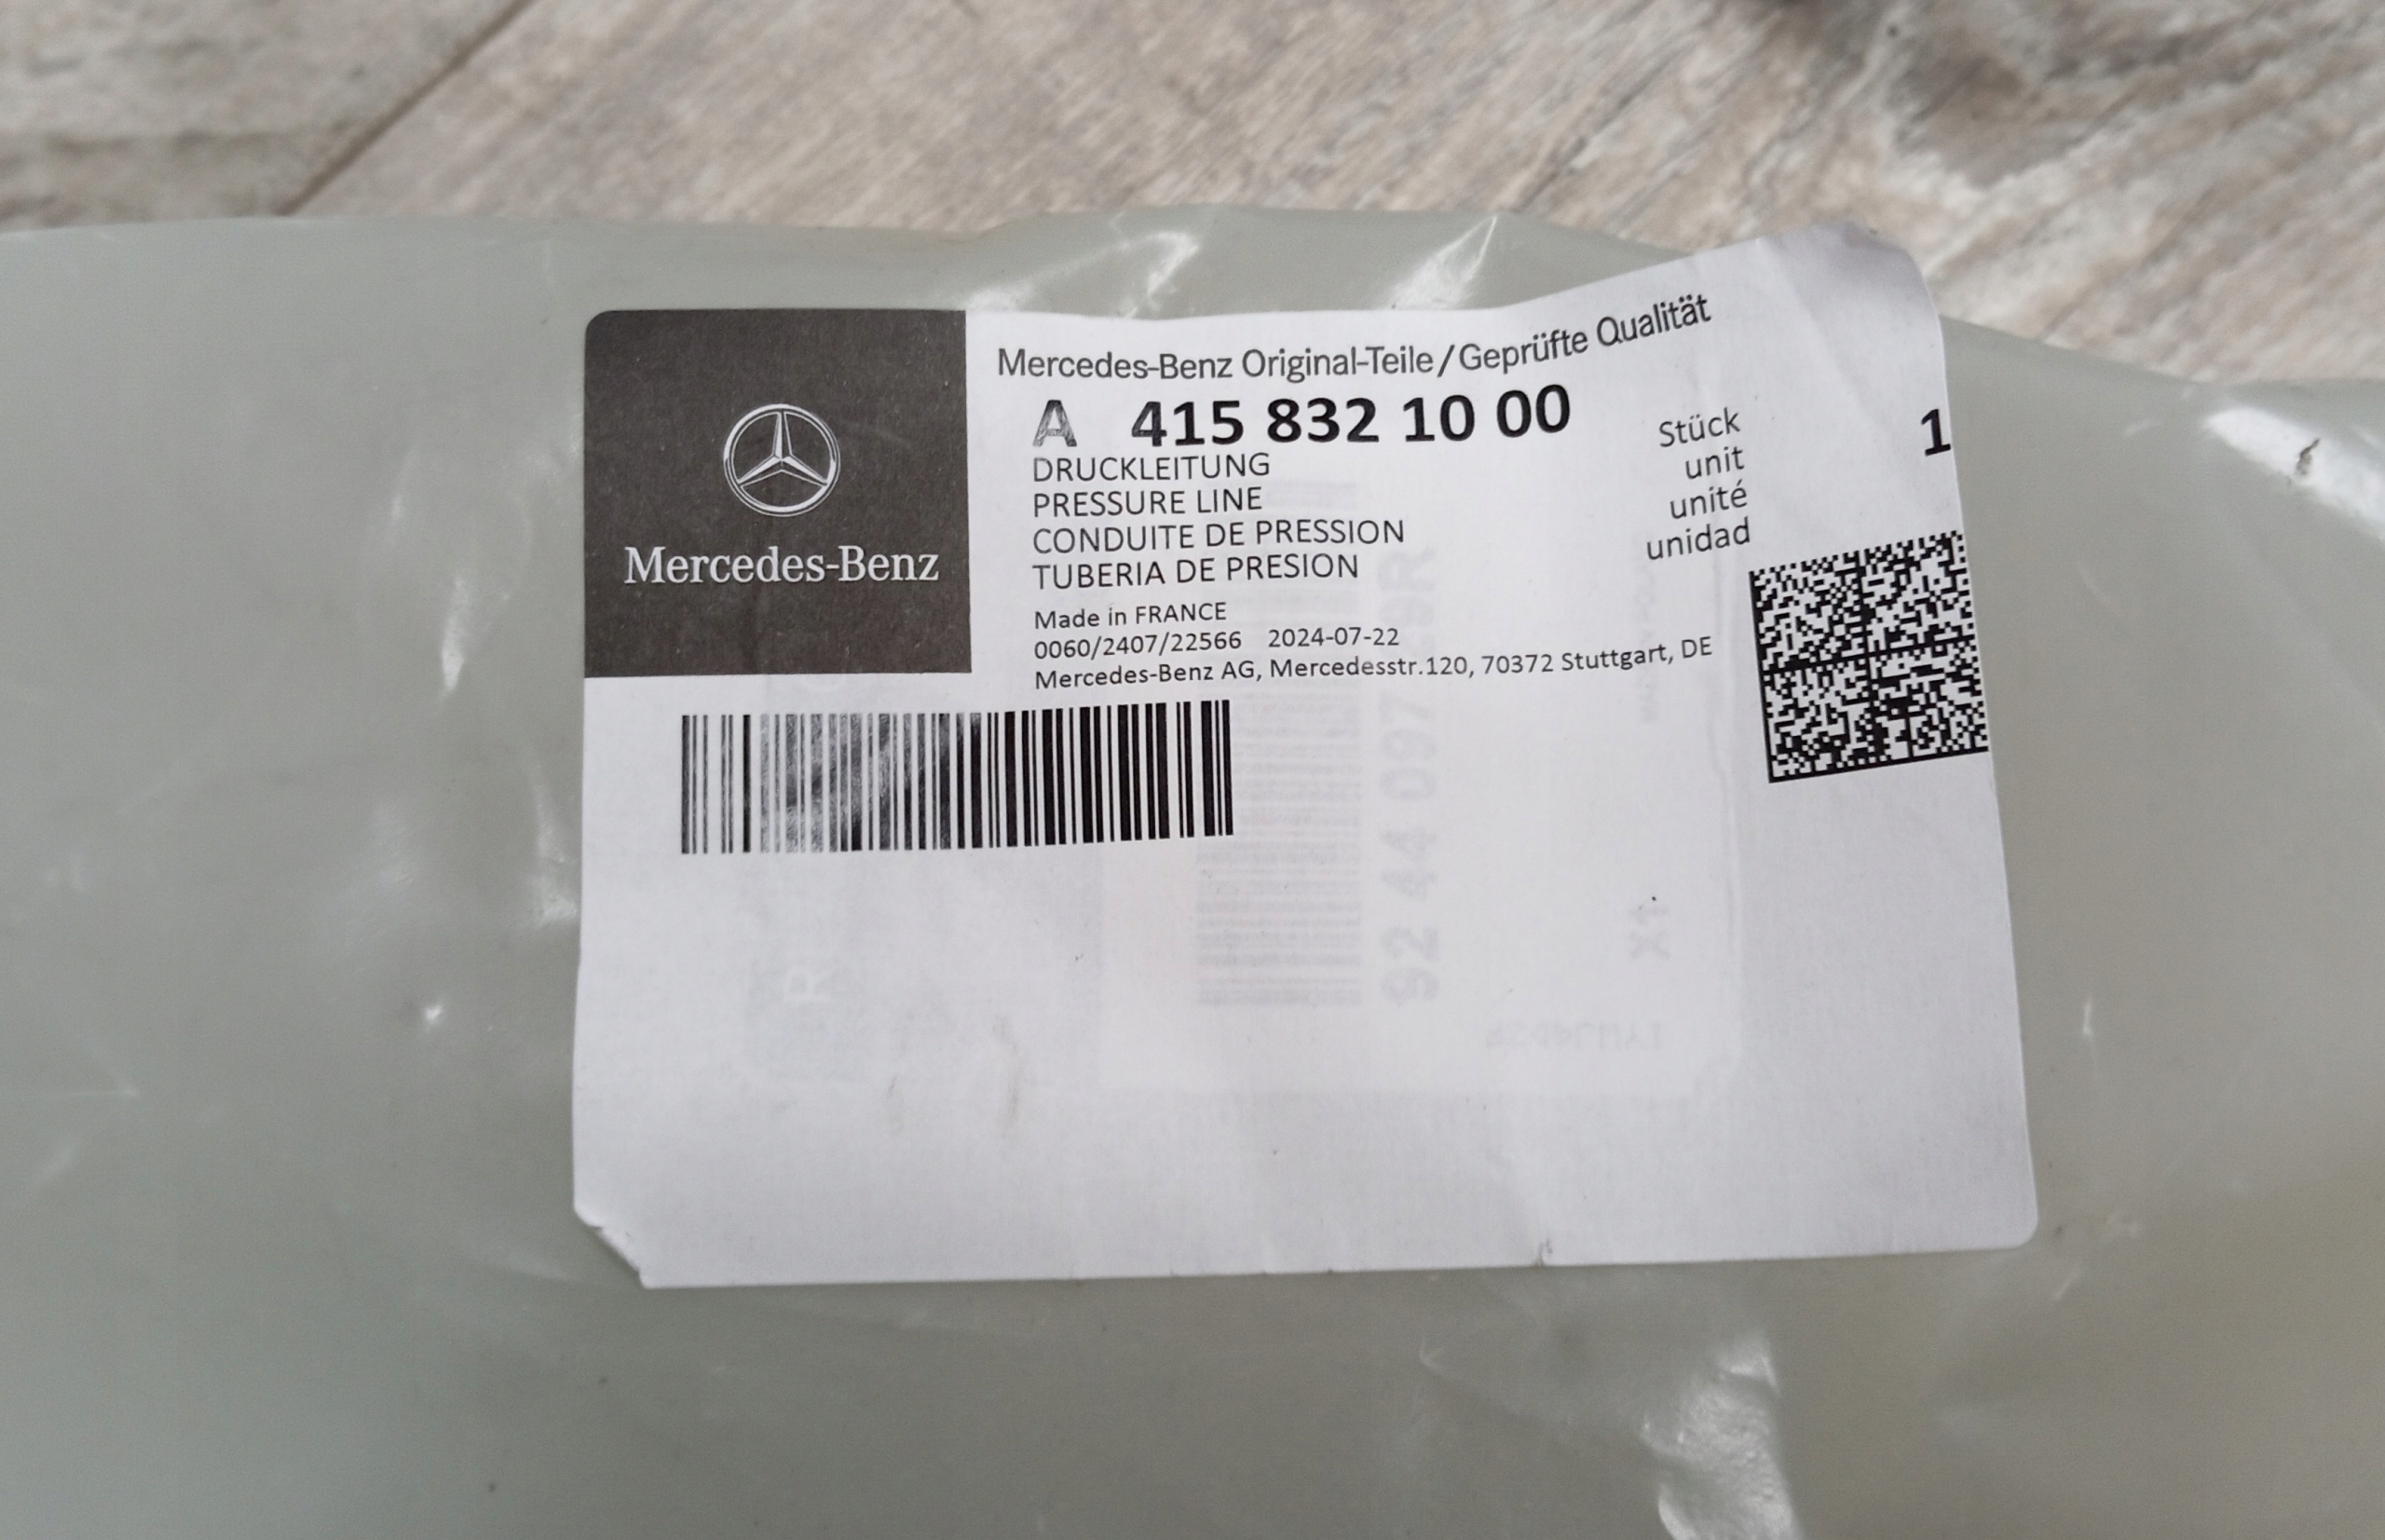 Mercedes-Benz
Mercedes-Benz Original-Teile/Geprüfte Qualität
A 415 832 10 00
DRUCKLEITUNG
PRESSURE LINE
CONDUITE DE PRESSION
TUBERIA DE PRESION
Made in FRANCE
0060/2407/22566 2024-07-22
Mercedes-Benz AG, Mercedesstr.120, 70372 Stuttgart, DE
Stück 1
unit
unité
unidad
X1